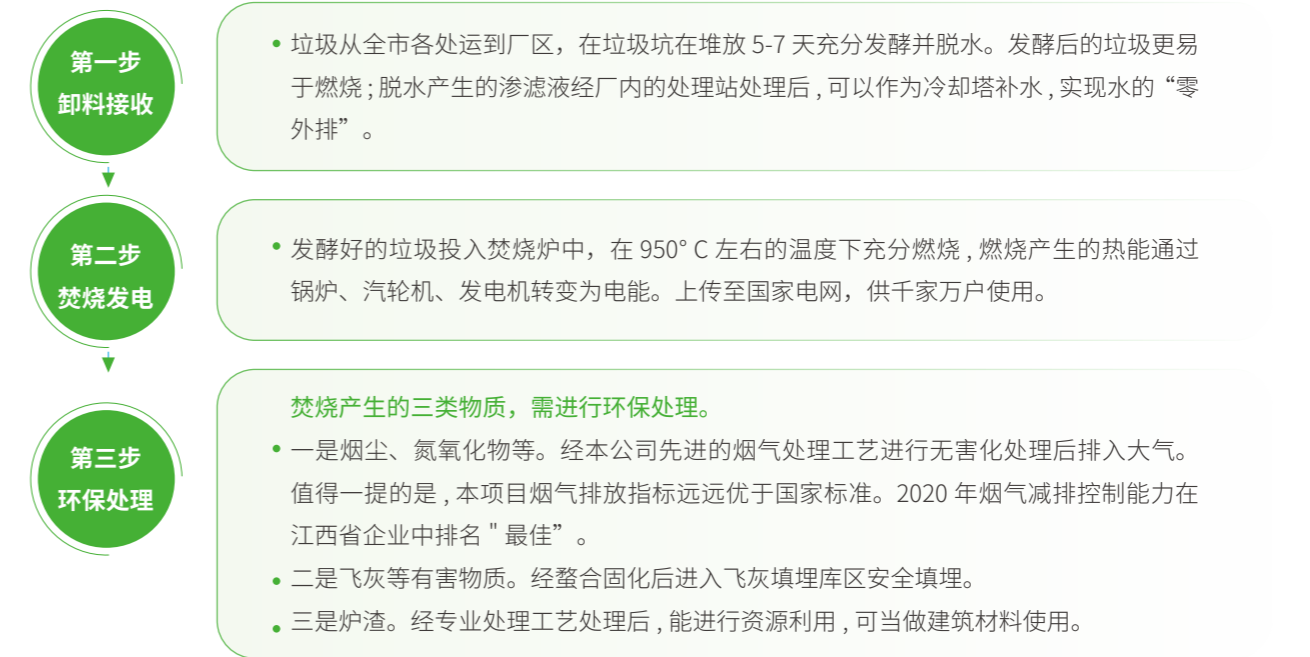 第一步
卸料接收
• 垃圾从全市各处运到厂区，在垃圾坑在堆放 5-7 天充分发酵并脱水。发酵后的垃圾更易
于燃烧 ; 脱水产生的渗滤液经厂内的处理站处理后 , 可以作为冷却塔补水 , 实现水的“零
外排”。
第二步
焚烧发电
• 发酵好的垃圾投入焚烧炉中，在 950° C 左右的温度下充分燃烧 , 燃烧产生的热能通过
锅炉、汽轮机、发电机转变为电能。上传至国家电网，供千家万户使用。
第三步
环保处理
焚烧产生的三类物质，需进行环保处理。
• 一是烟尘、氮氧化物等。经本公司先进的烟气处理工艺进行无害化处理后排入大气。
值得一提的是 , 本项目烟气排放指标远远优于国家标准。2020 年烟气减排控制能力在
江西省企业中排名 " 最佳”。
• 二是飞灰等有害物质。经螯合固化后进入飞灰填埋库区安全填埋。
• 三是炉渣。经专业处理工艺处理后 , 能进行资源利用 , 可当做建筑材料使用。